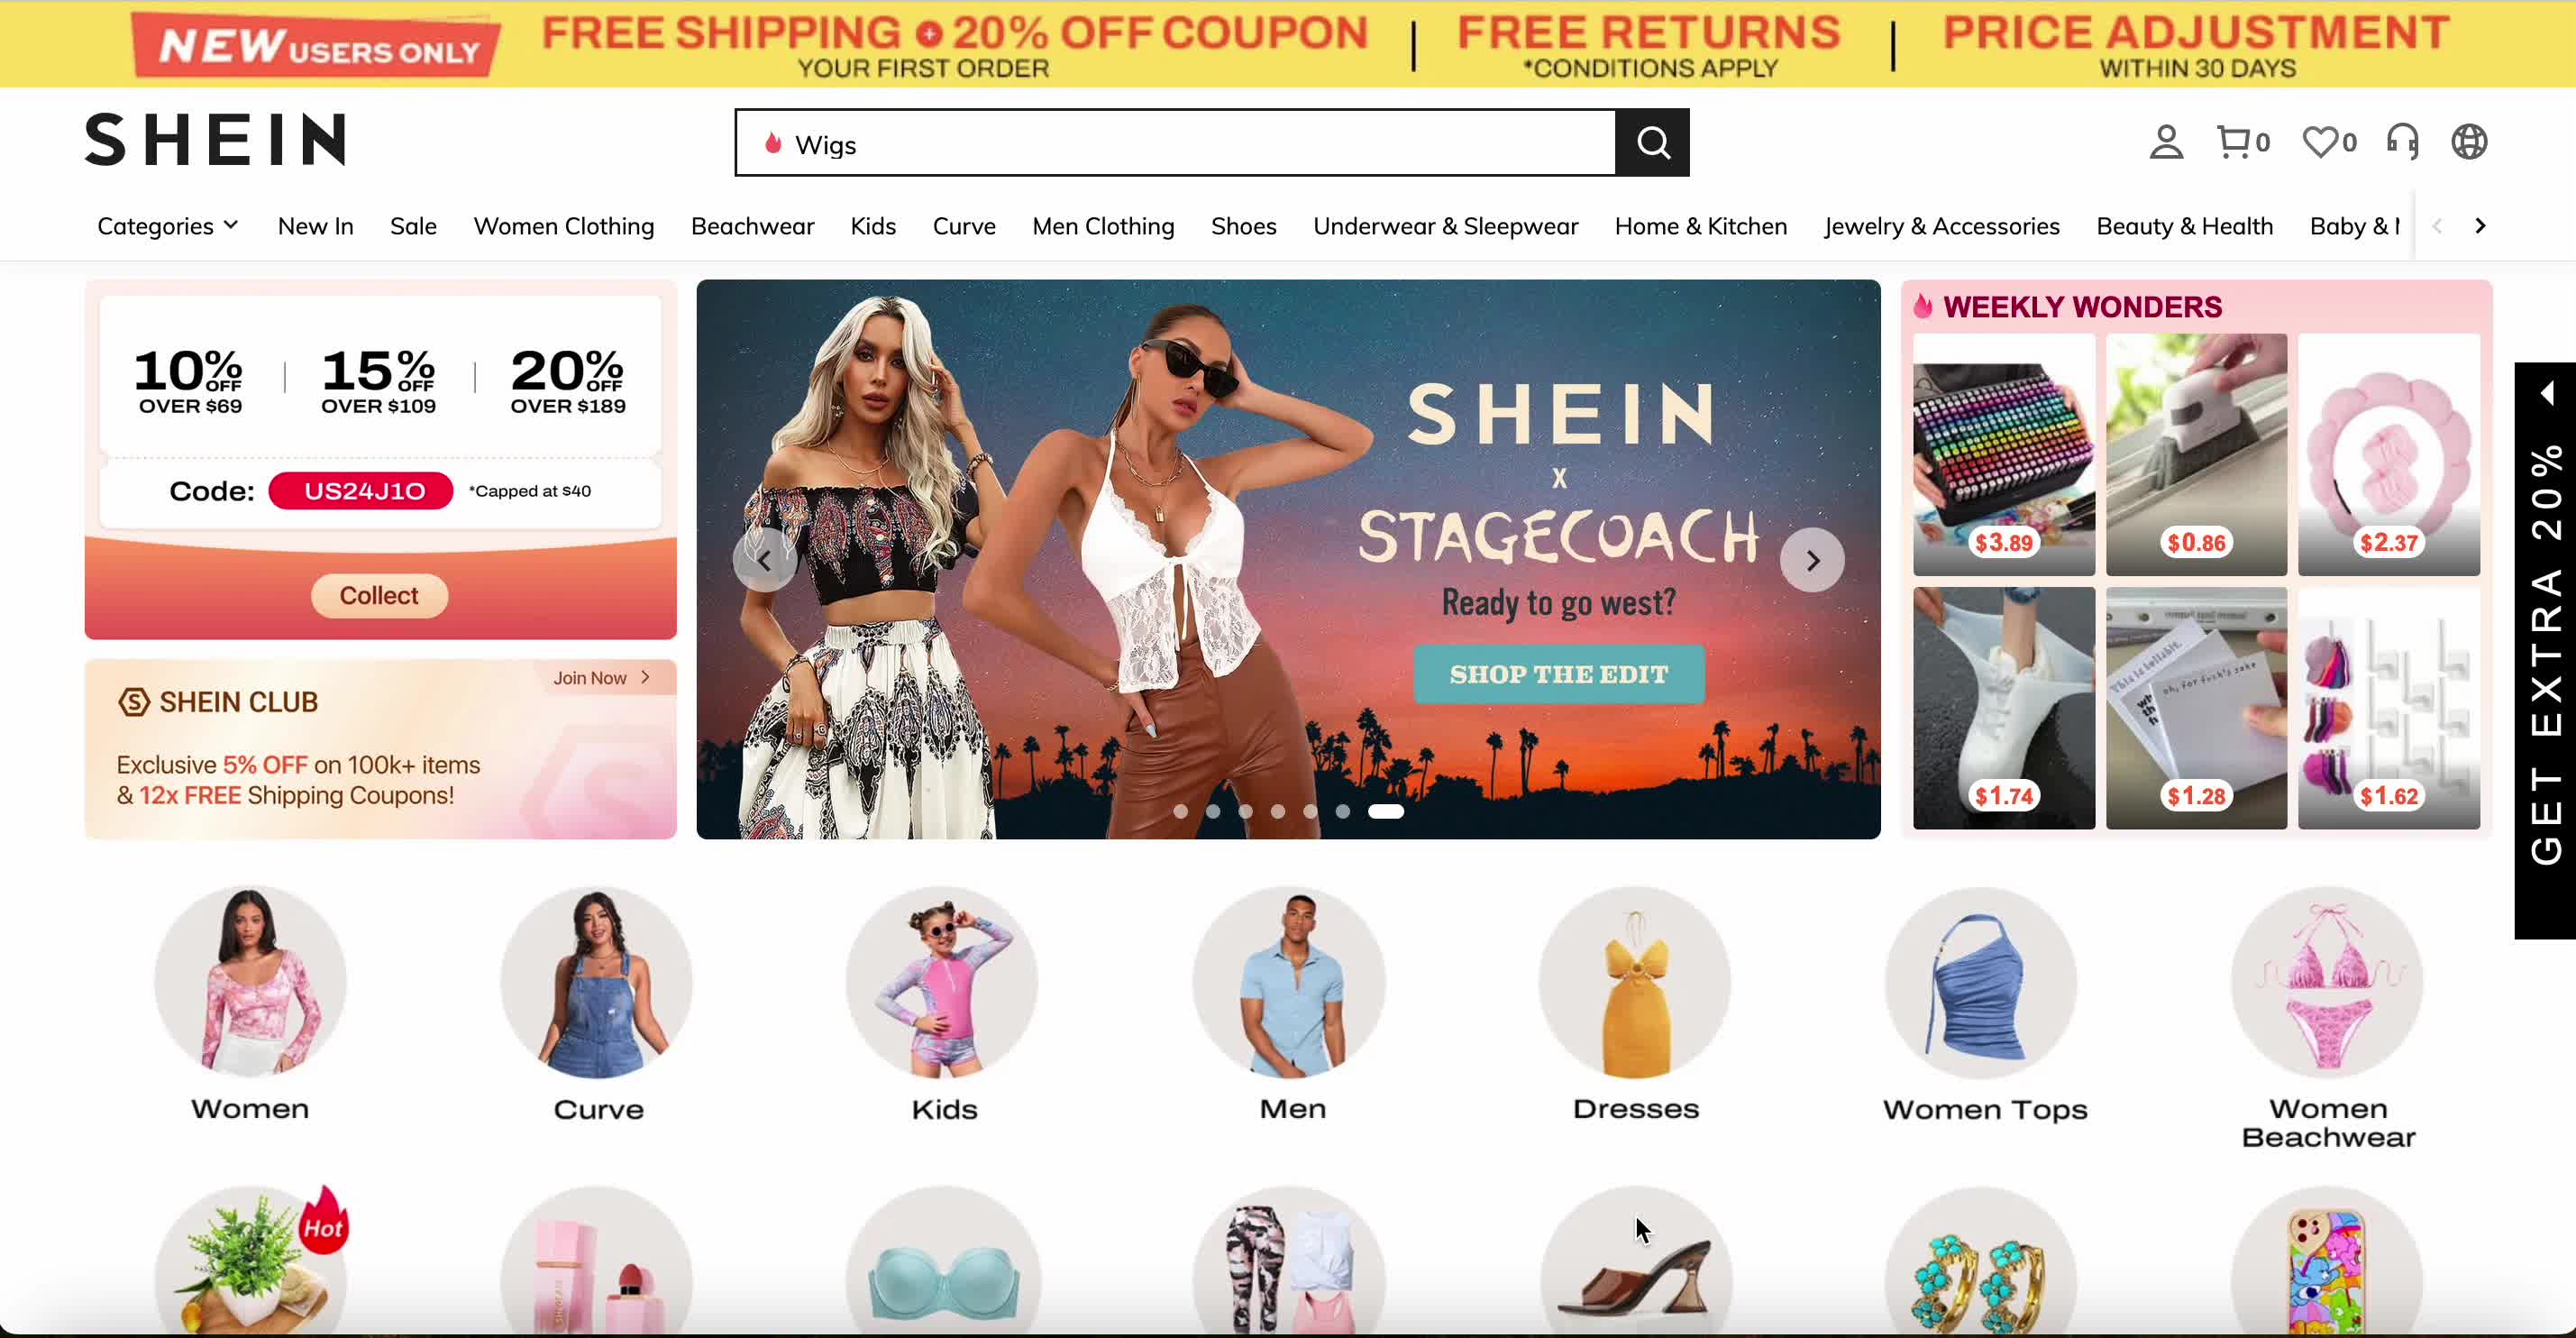 NEW USERS ONLY
FREE SHIPPING + 20% OFF COUPON
YOUR FIRST ORDER
FREE RETURNS
*CONDITIONS APPLY
PRICE ADJUSTMENT
WITHIN 30 DAYS
SHEIN
Wigs
0
0
Categories
New In
Sale
Women Clothing
Beachwear
Kids
Curve
Men Clothing
Shoes
Underwear & Sleepwear
Home & Kitchen
Jewelry & Accessories
Beauty & Health
Baby &
10% OFF
OVER $69
15% OFF
OVER $109
20% OFF
OVER $189
Code: US24J1O *Capped at $40
Collect
SHEIN CLUB
Join Now
Exclusive 5% OFF on 100k+ items
& 12x FREE Shipping Coupons!
SHEIN
X
STAGECOACH
Ready to go west?
SHOP THE EDIT
WEEKLY WONDERS
$3.89
$0.86
$2.37
$1.74
$1.28
$1.62
GET EXTRA 20%
Women
Curve
Kids
Men
Dresses
Women Tops
Women
Beachwear
Hot